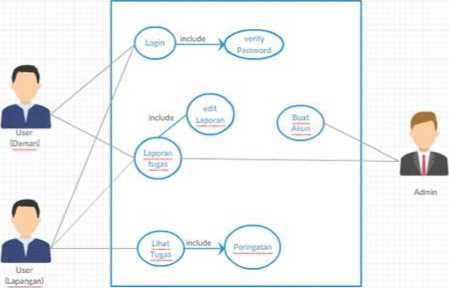 Login
include
verify
Password
edit
Laporan
include
Buat
Akun
User
(Daman)
Laporan
tugas
Admin
Lihat
Tugas
include
Peringatan
User
(Lapangan)